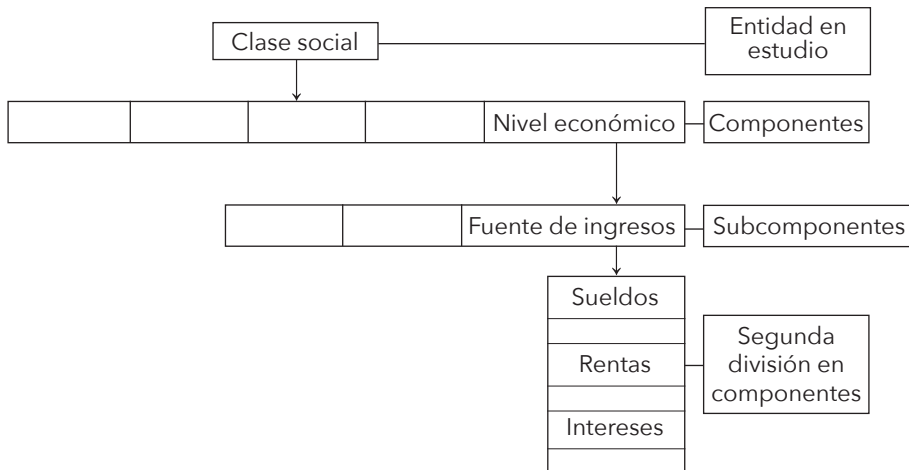 Clase social
Entidad en
estudio
Nivel económico
Componentes
Fuente de ingresos
Subcomponentes
Sueldos
Rentas
Intereses
Segunda
división en
componentes